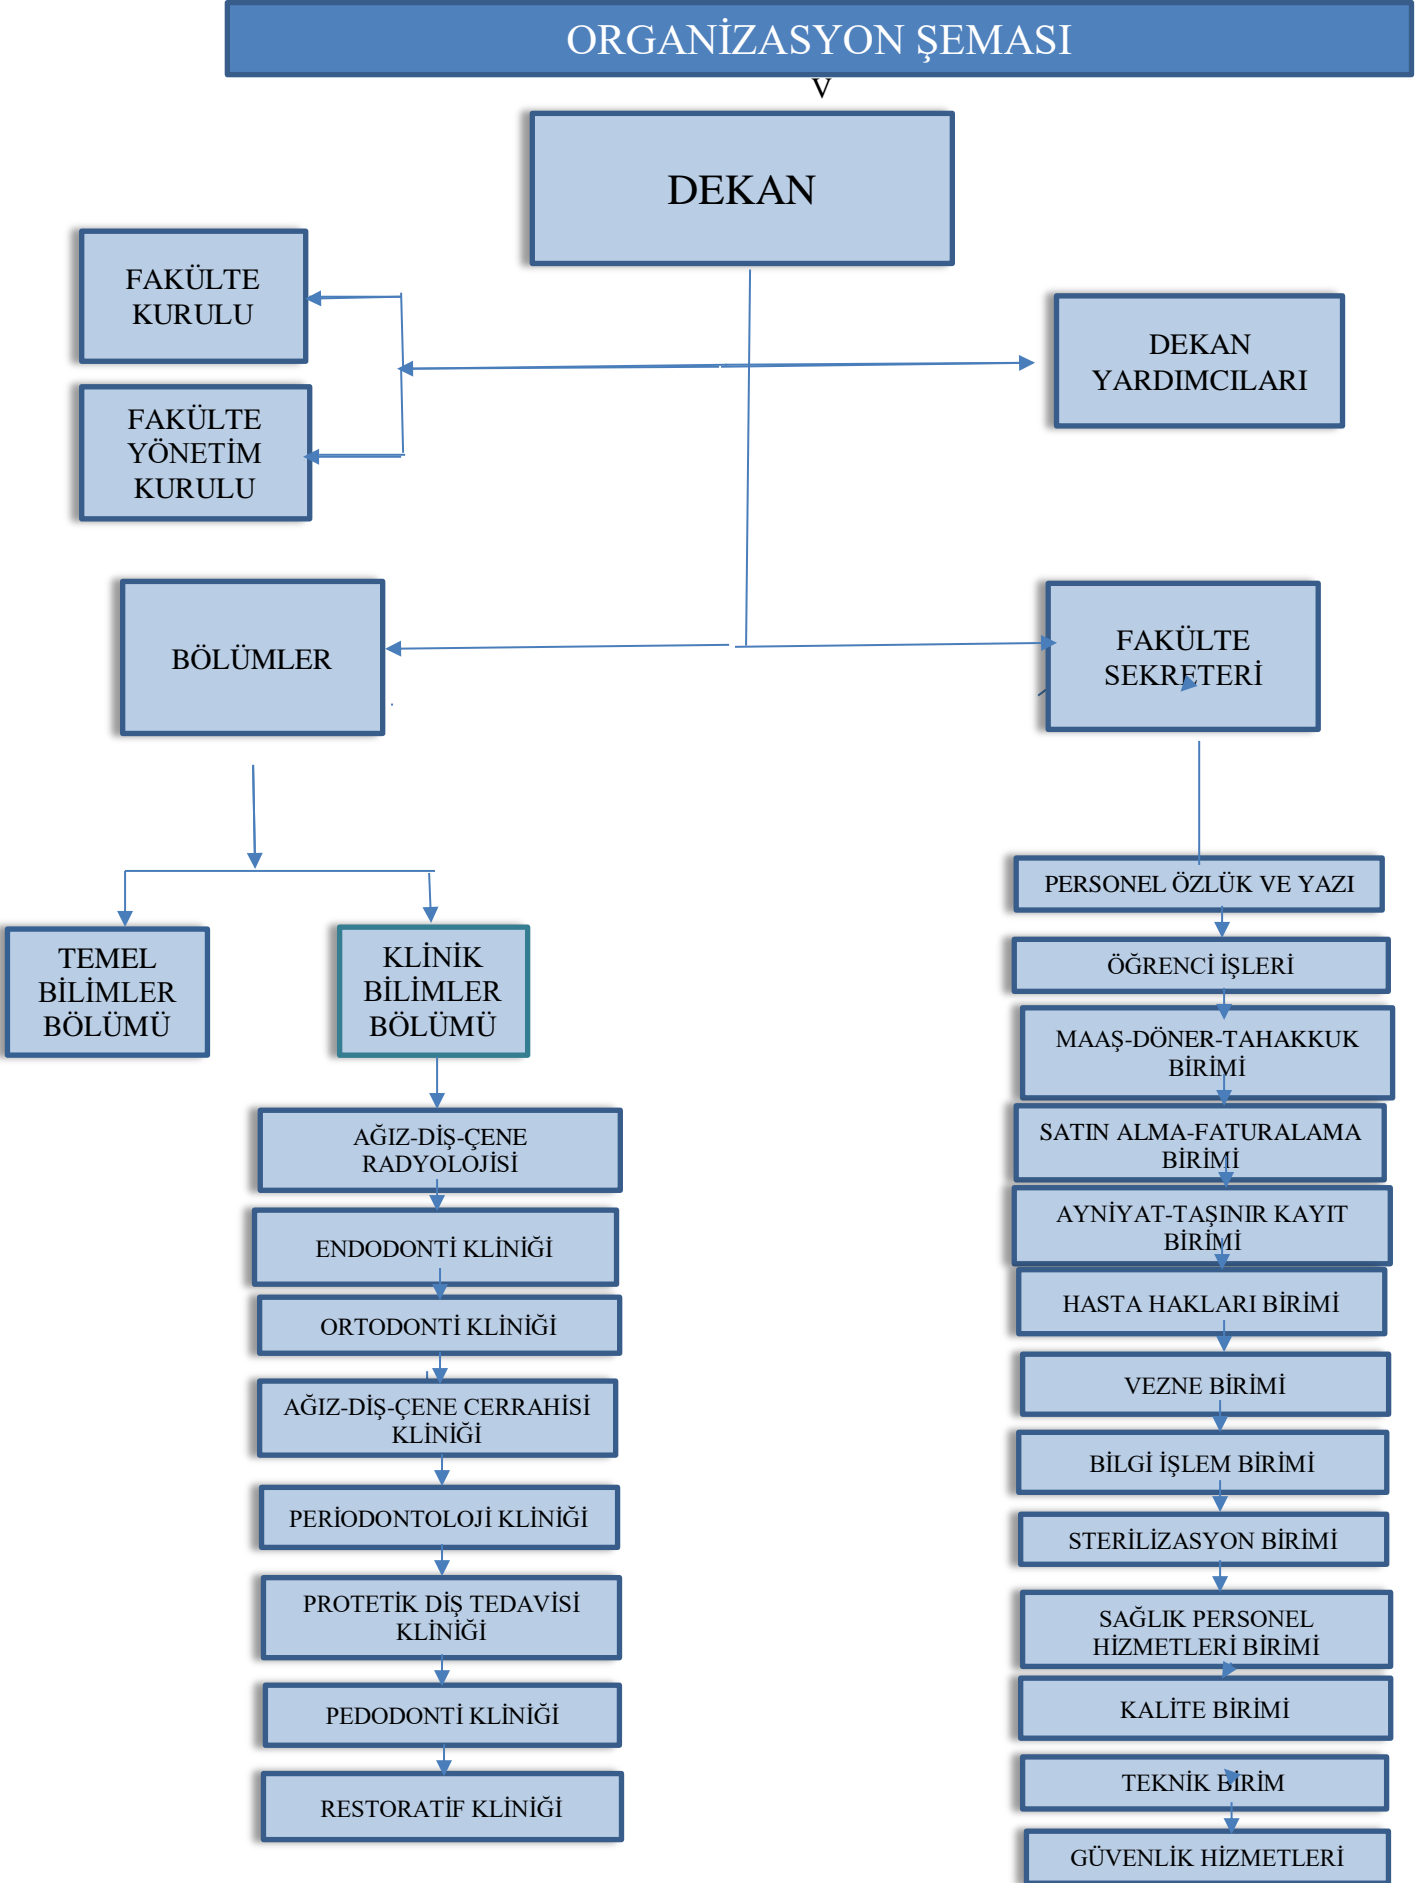 ORGANİZASYON ŞEMASI
V
DEKAN
FAKÜLTE
KURULU
DEKAN
YARDIMCILARI
FAKÜLTE
YÖNETİM
KURULU
BÖLÜMLER
FAKÜLTE
SEKRETERİ
TEMEL
BİLİMLER
BÖLÜMÜ
KLİNİK
BİLİMLER
BÖLÜMÜ
AĞIZ-DİŞ-ÇENE
RADYOLOJİSİ
ENDODONTİ KLİNİĞİ
ORTODONTİ KLİNİĞİ
AĞIZ-DİŞ-ÇENE CERRAHİSİ
KLİNİĞİ
PERİODONTOLOJİ KLİNİĞİ
PROTETİK DİŞ TEDAVİSİ
KLİNİĞİ
PEDODONTİ KLİNİĞİ
RESTORATİF KLİNİĞİ
PERSONEL ÖZLÜK VE YAZI
ÖĞRENCİ İŞLERİ
MAAŞ-DÖNER-TAHAKKUK
BİRİMİ
SATIN ALMA-FATURALAMA
BİRİMİ
AYNİYAT-TAŞINIR KAYIT
BİRİMİ
HASTA HAKLARI BİRİMİ
VEZNE BİRİMİ
BİLGİ İŞLEM BİRİMİ
STERİLİZASYON BİRİMİ
SAĞLIK PERSONEL
HİZMETLERİ BİRİMİ
KALİTE BİRİMİ
TEKNİK BİRİM
GÜVENLİK HİZMETLERİ